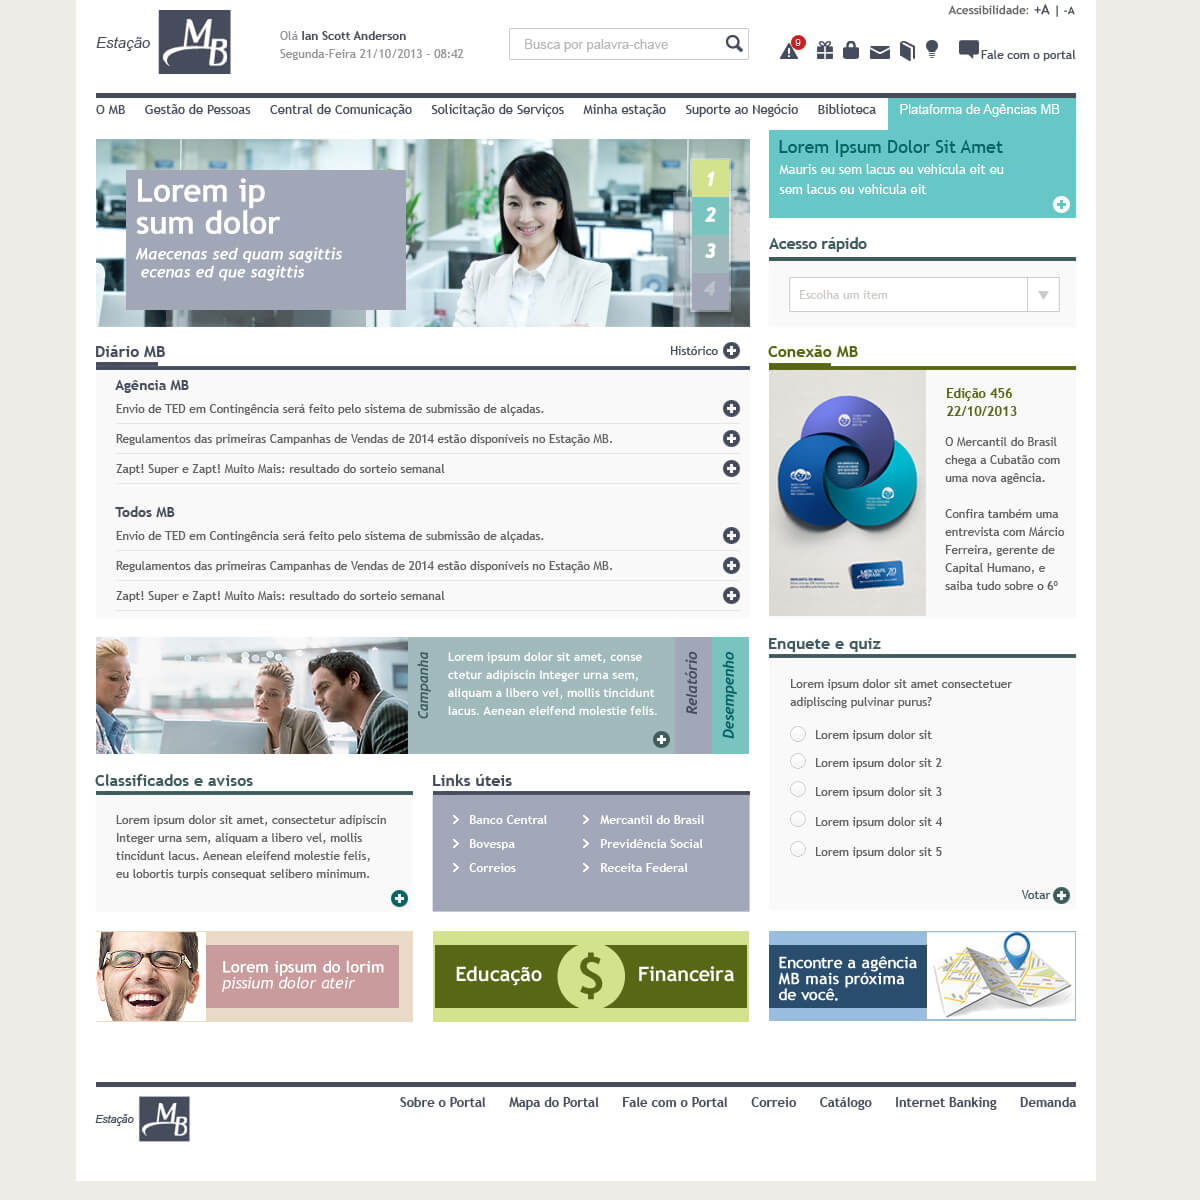 Acessibilidade: +A | -A
Estação MB
Olá Ian Scott Anderson
Segunda-Feira 21/10/2013 - 08:42
Busca por palavra-chave
9
Fale com o portal
O MB
Gestão de Pessoas
Central de Comunicação
Solicitação de Serviços
Minha estação
Suporte ao Negócio
Biblioteca
Plataforma de Agências MB
Lorem ip
sum dolor
Maecenas sed quam sagittis
ecenas ed que sagittis
1
2
3
4
Lorem Ipsum Dolor Sit Amet
Mauris eu sem lacus eu vehicula eit eu
sem lacus eu vehicula eit
Acesso rápido
Escolha um ítem
Diário MB
Histórico
Agência MB
Envio de TED em Contingência será feito pelo sistema de submissão de alçadas.
Regulamentos das primeiras Campanhas de Vendas de 2014 estão disponíveis no Estação MB.
Zapt! Super e Zapt! Muito Mais: resultado do sorteio semanal
Todos MB
Envio de TED em Contingência será feito pelo sistema de submissão de alçadas.
Regulamentos das primeiras Campanhas de Vendas de 2014 estão disponíveis no Estação MB.
Zapt! Super e Zapt! Muito Mais: resultado do sorteio semanal
Conexão MB
Edição 456
22/10/2013
O Mercantil do Brasil
chega a Cubatão com
uma nova agência.
Confira também uma
entrevista com Márcio
Ferreira, gerente de
Capital Humano, e
saiba tudo sobre o 6º
Campanha
Lorem ipsum dolor sit amet, conse
ctetur adipiscin Integer urna sem,
aliquam a libero vel, mollis tincidunt
lacus. Aenean eleifend molestie felis.
Relatório
Desempenho
Enquete e quiz
Lorem ipsum dolor sit amet consectetuer
adipliscing pulvinar purus?
Lorem ipsum dolor sit
Lorem ipsum dolor sit 2
Lorem ipsum dolor sit 3
Lorem ipsum dolor sit 4
Lorem ipsum dolor sit 5
Votar
Classificados e avisos
Lorem ipsum dolor sit amet, consectetur adipiscin
Integer urna sem, aliquam a libero vel, mollis
tincidunt lacus. Aenean eleifend molestie felis,
eu lobortis turpis consequat selibero minimum.
Links úteis
Banco Central
Mercantil do Brasil
Bovespa
Previdência Social
Correios
Receita Federal
Lorem ipsum do lorim
pissium dolor ateir
Educação $ Financeira
Encontre a agência
MB mais próxima
de você.
Estação MB
Sobre o Portal
Mapa do Portal
Fale com o Portal
Correio
Catálogo
Internet Banking
Demanda